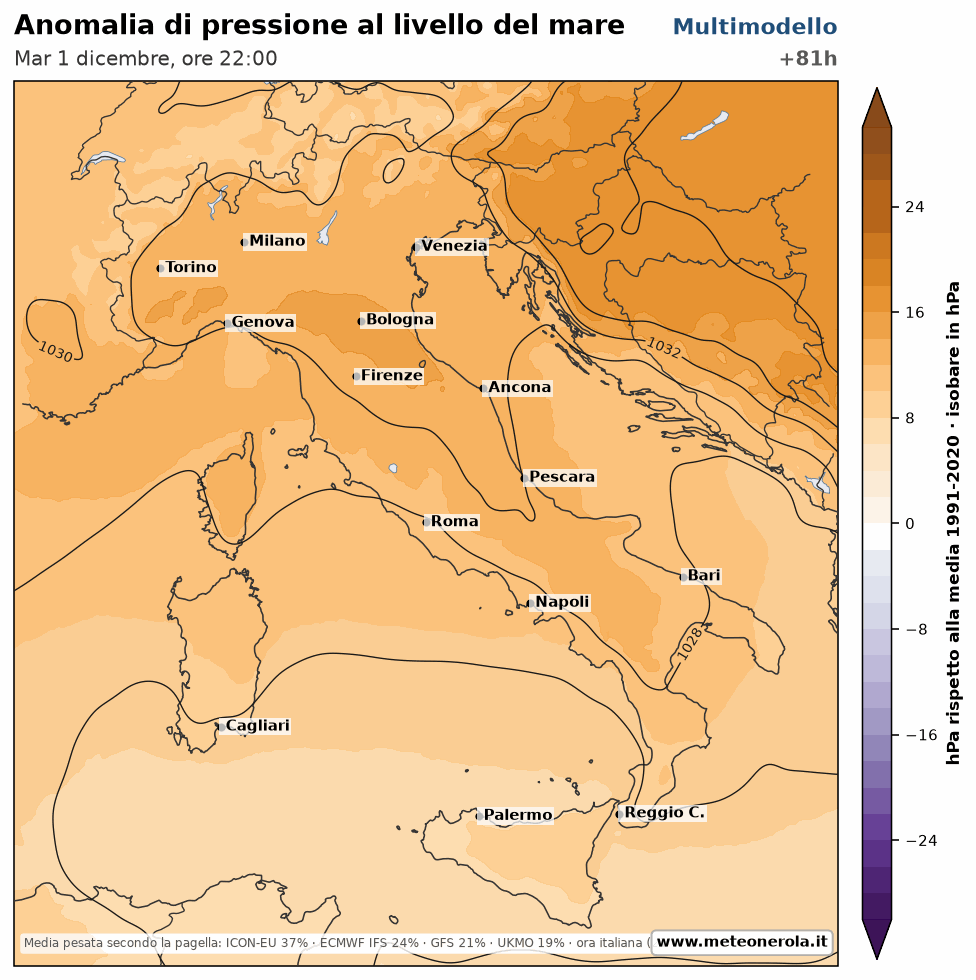 Anomalia di pressione al livello del mare
Multimodello
Mar 1 dicembre, ore 22:00
+81h
Milano
Venezia
Torino
Genova
Bologna
1030
1032
Firenze
Ancona
Pescara
Roma
Bari
Napoli
1028
Cagliari
Palermo
Reggio C.
24
16
8
0
−8
−16
−24
hPa rispetto alla media 1991-2020 · isobare in hPa
Media pesata secondo la pagella: ICON-EU 37% · ECMWF IFS 24% · GFS 21% · UKMO 19% · ora italiana (
www.meteonerola.it